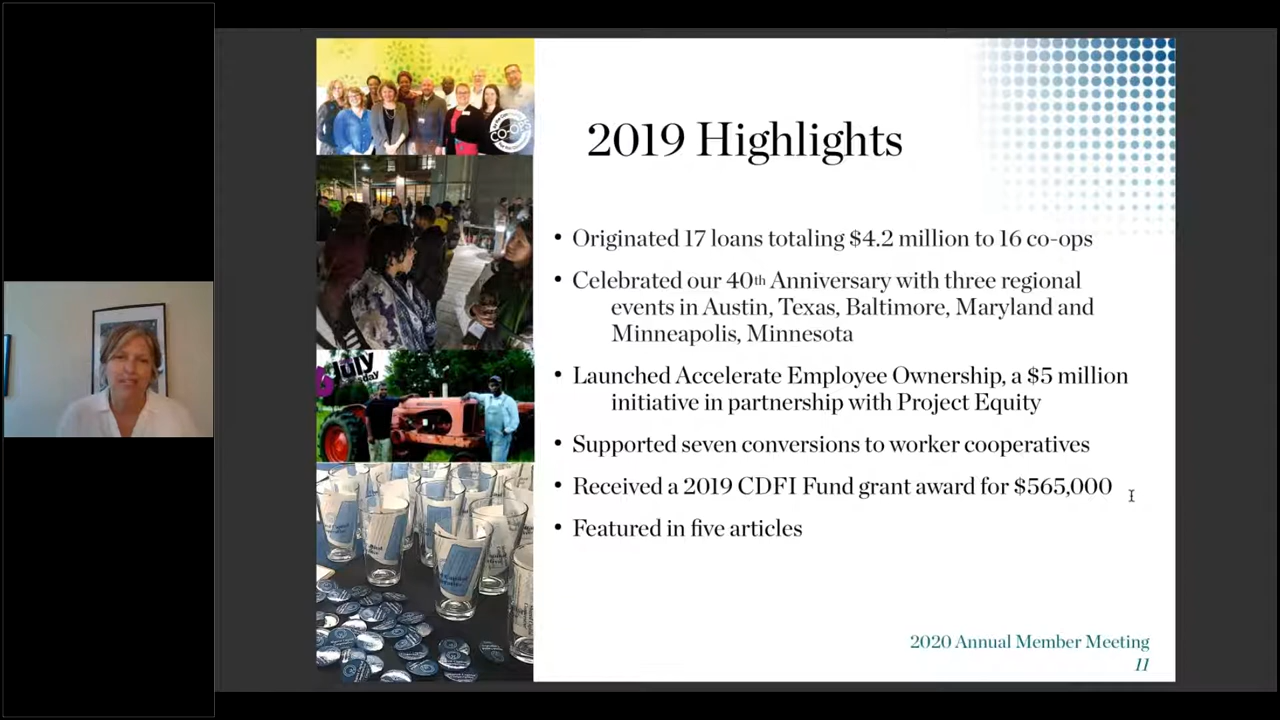 2019 Highlights
• Originated 17 loans totaling $4.2 million to 16 co-ops
• Celebrated our 40th Anniversary with three regional
events in Austin, Texas, Baltimore, Maryland and
Minneapolis, Minnesota
• Launched Accelerate Employee Ownership, a $5 million
initiative in partnership with Project Equity
• Supported seven conversions to worker cooperatives
• Received a 2019 CDFI Fund grant award for $565,000
• Featured in five articles
July
2020 Annual Member Meeting
11